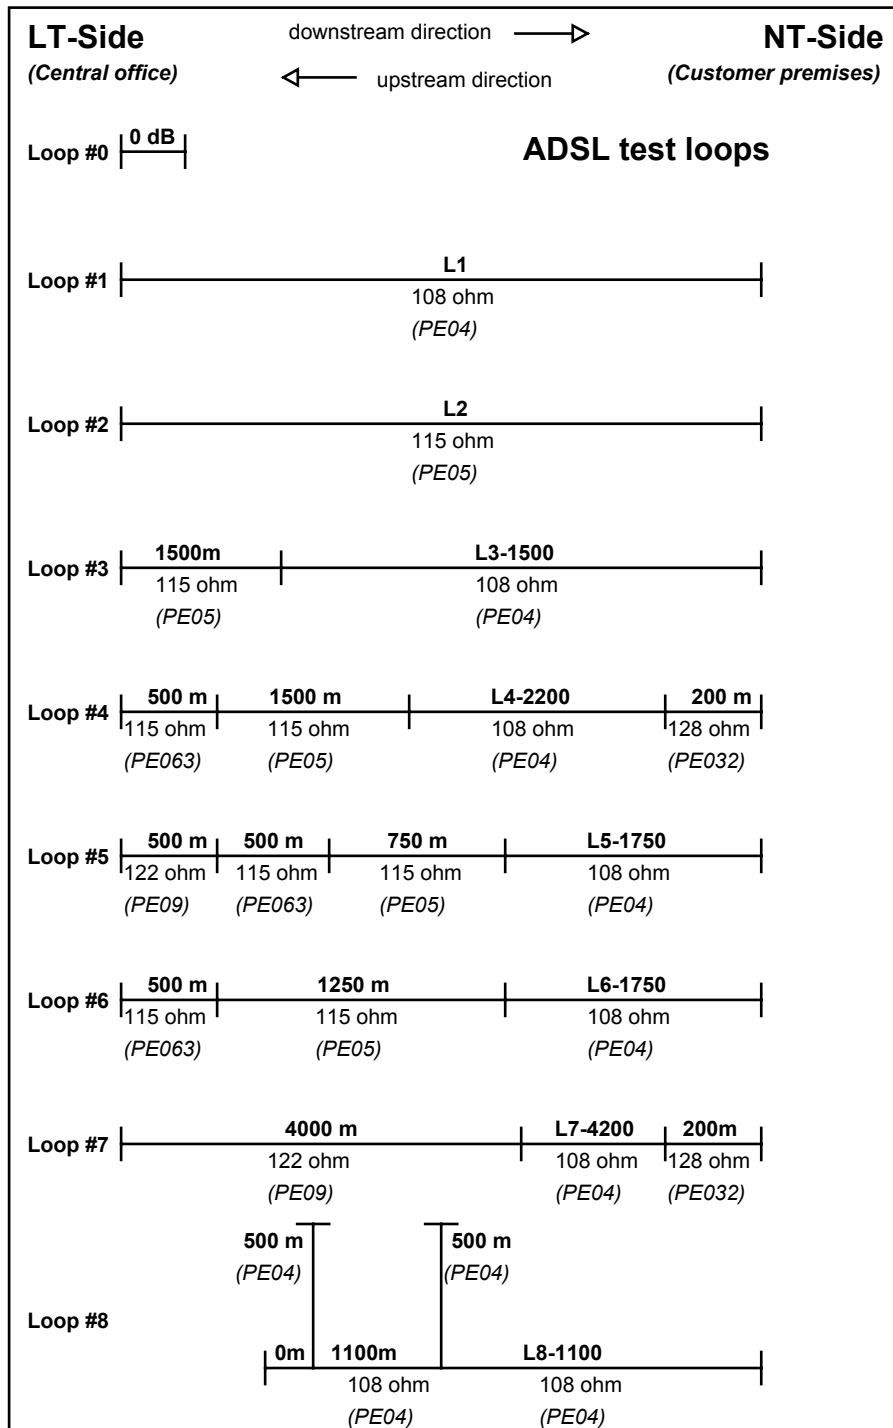 LT-Side downstream direction NT-Side
(Central office) upstream direction (Customer premises)
0 dB
Loop #0 ADSL test loops
L1
Loop #1
108 ohm
(PE04)
L2
Loop #2
115 ohm
(PE05)
1500m L3-1500
Loop #3
115 ohm 108 ohm
(PE05) (PE04)
500 m 1500 m L4-2200 200 m
Loop #4
115 ohm 115 ohm 108 ohm 128 ohm
(PE063) (PE05) (PE04) (PE032)
500 m 500 m 750 m L5-1750
Loop #5
122 ohm 115 ohm 115 ohm 108 ohm
(PE09) (PE063) (PE05) (PE04)
500 m 1250 m L6-1750
Loop #6
115 ohm 115 ohm 108 ohm
(PE063) (PE05) (PE04)
4000 m L7-4200 200m
Loop #7
122 ohm 108 ohm 128 ohm
(PE09) (PE04) (PE032)
500 m 500 m
(PE04) (PE04)
Loop #8
0m 1100m L8-1100
108 ohm 108 ohm
(PE04) (PE04)